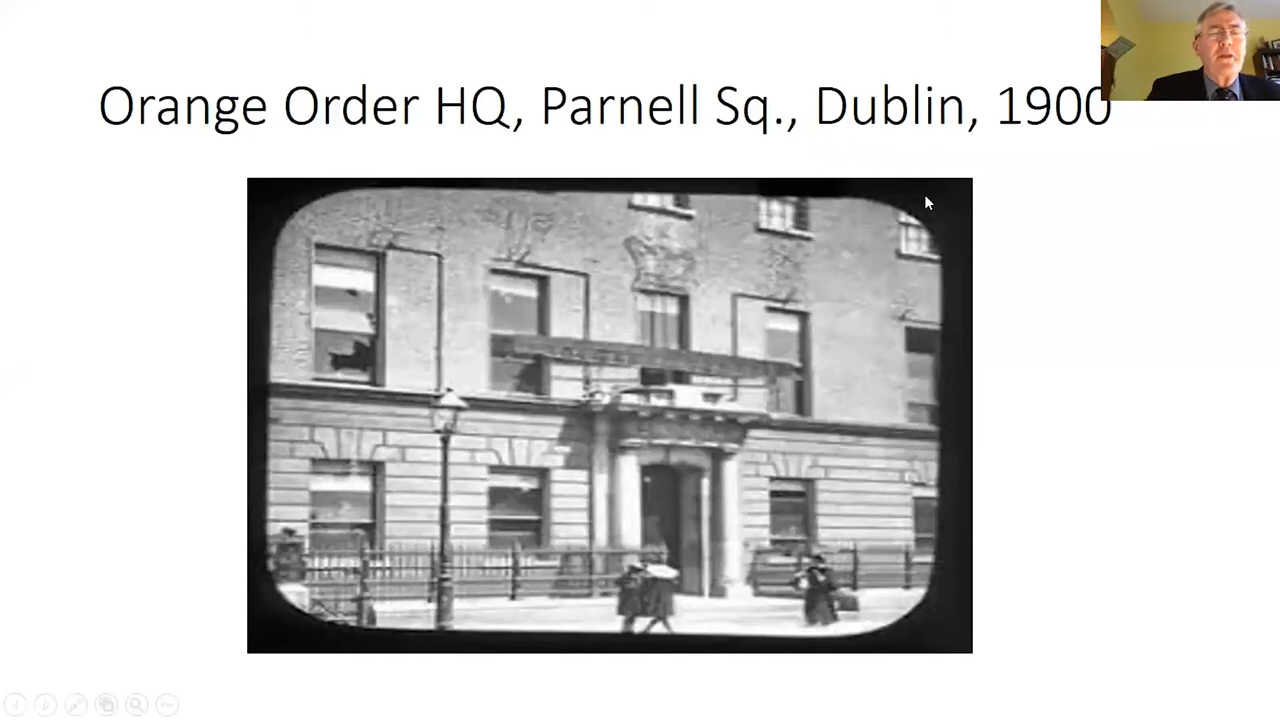 Orange Order HQ, Parnell Sq., Dublin, 1900